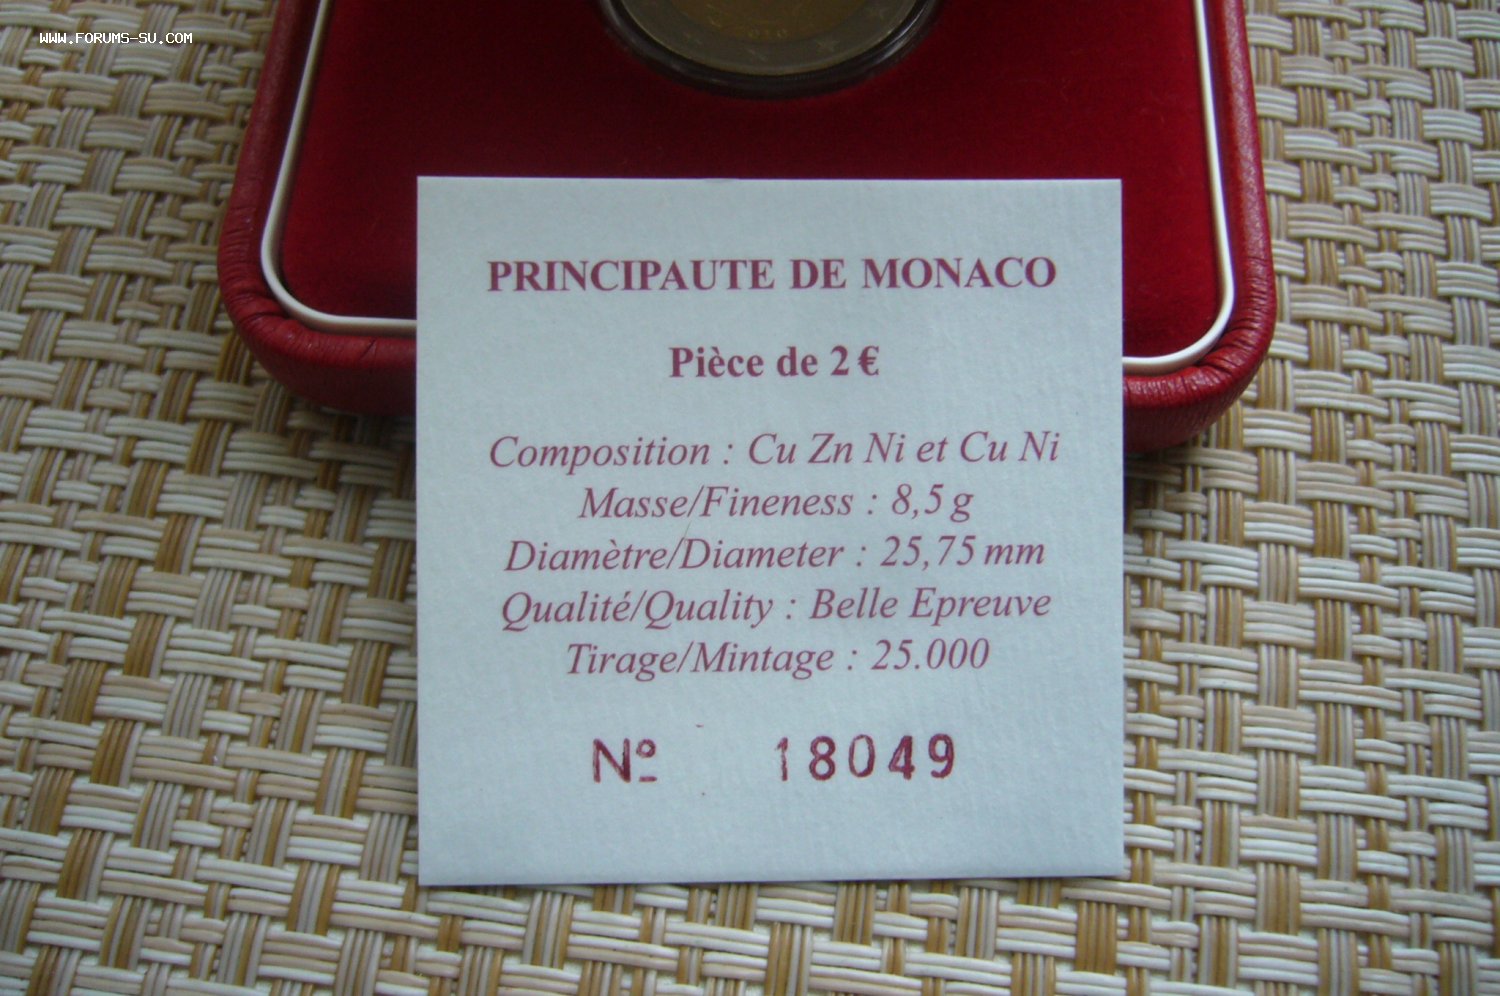 WWW.FORUMS-SU.COM
PRINCIPAUTE DE MONACO
Pièce de 2 €
Composition : Cu Zn Ni et Cu Ni
Masse/Fineness : 8,5 g
Diamètre/Diameter : 25,75 mm
Qualité/Quality : Belle Epreuve
Tirage/Mintage : 25.000
Nº 18049